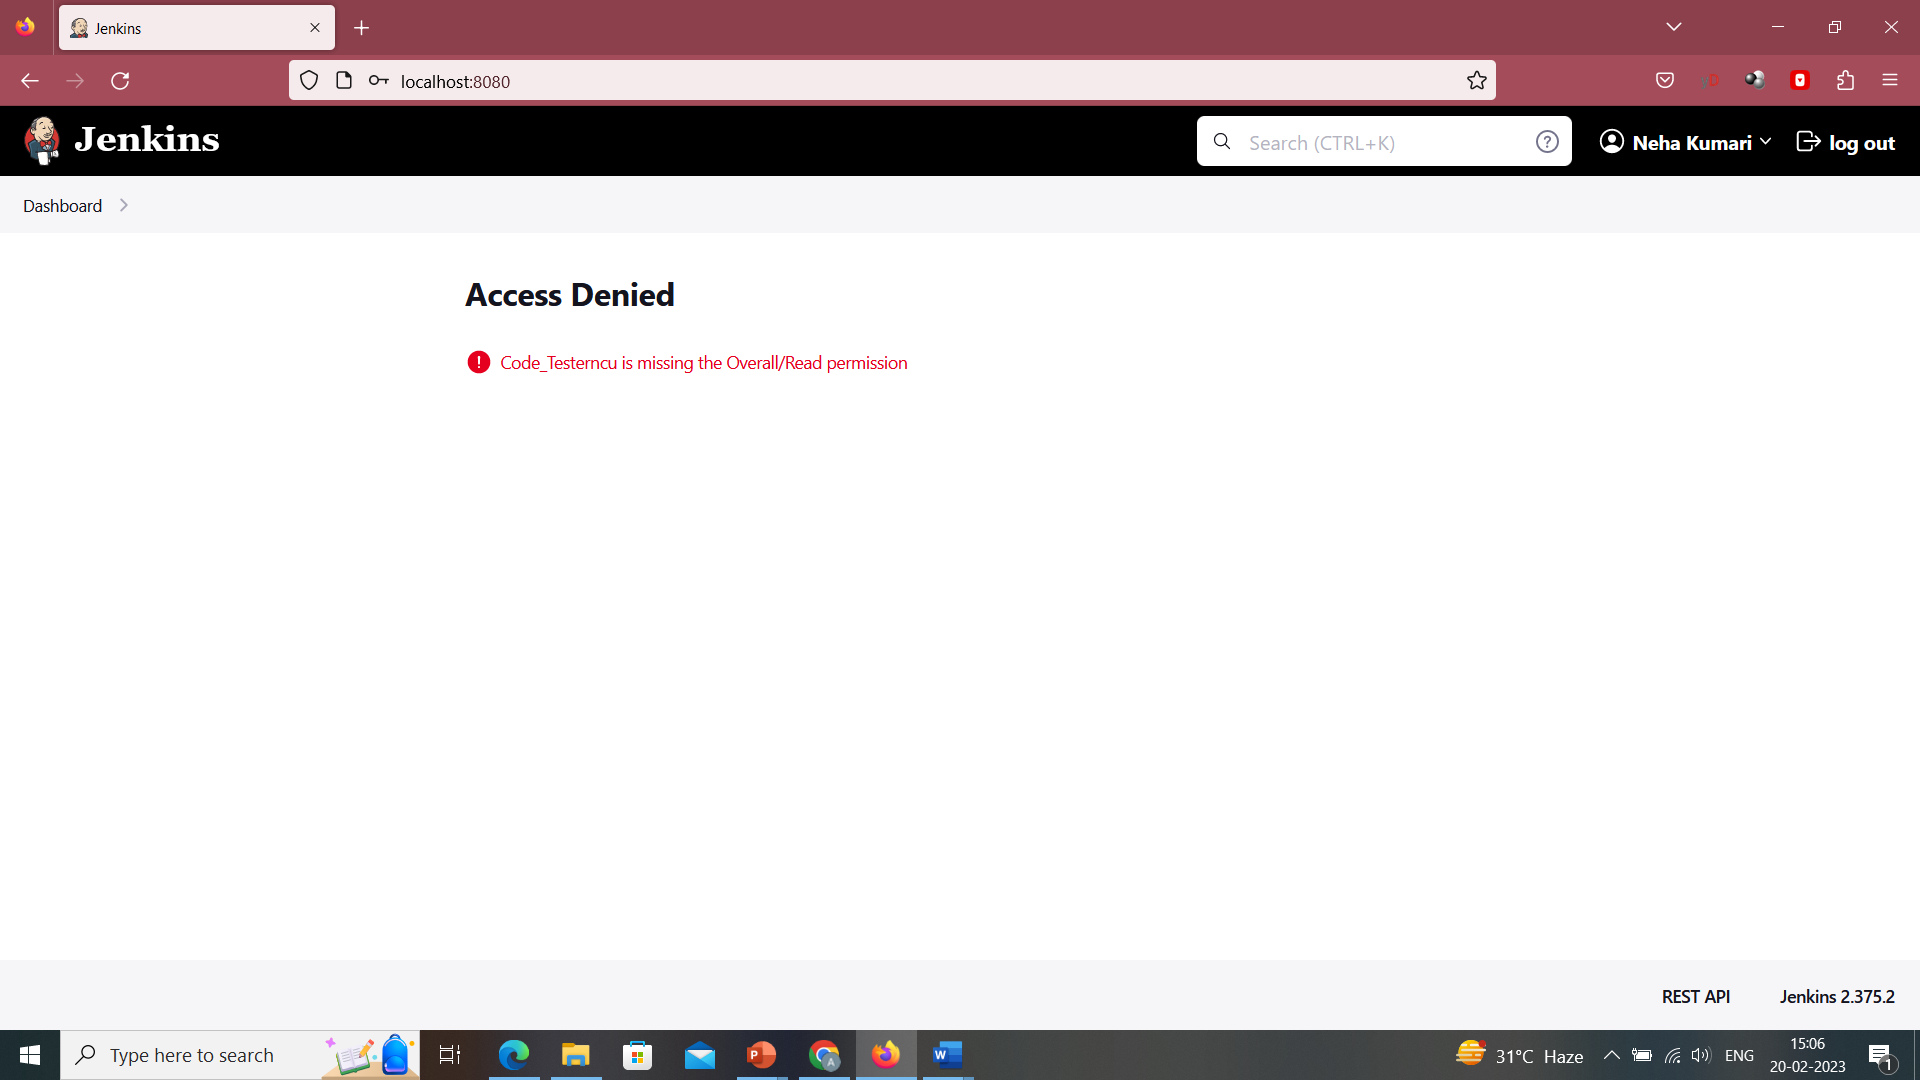 Jenkins
localhost:8080
Jenkins
Search (CTRL+K)
Neha Kumari
log out
Dashboard
Access Denied
Code_Testerncu is missing the Overall/Read permission
REST API
Jenkins 2.375.2
Type here to search
31°C Haze
ENG
15:06
20-02-2023
1